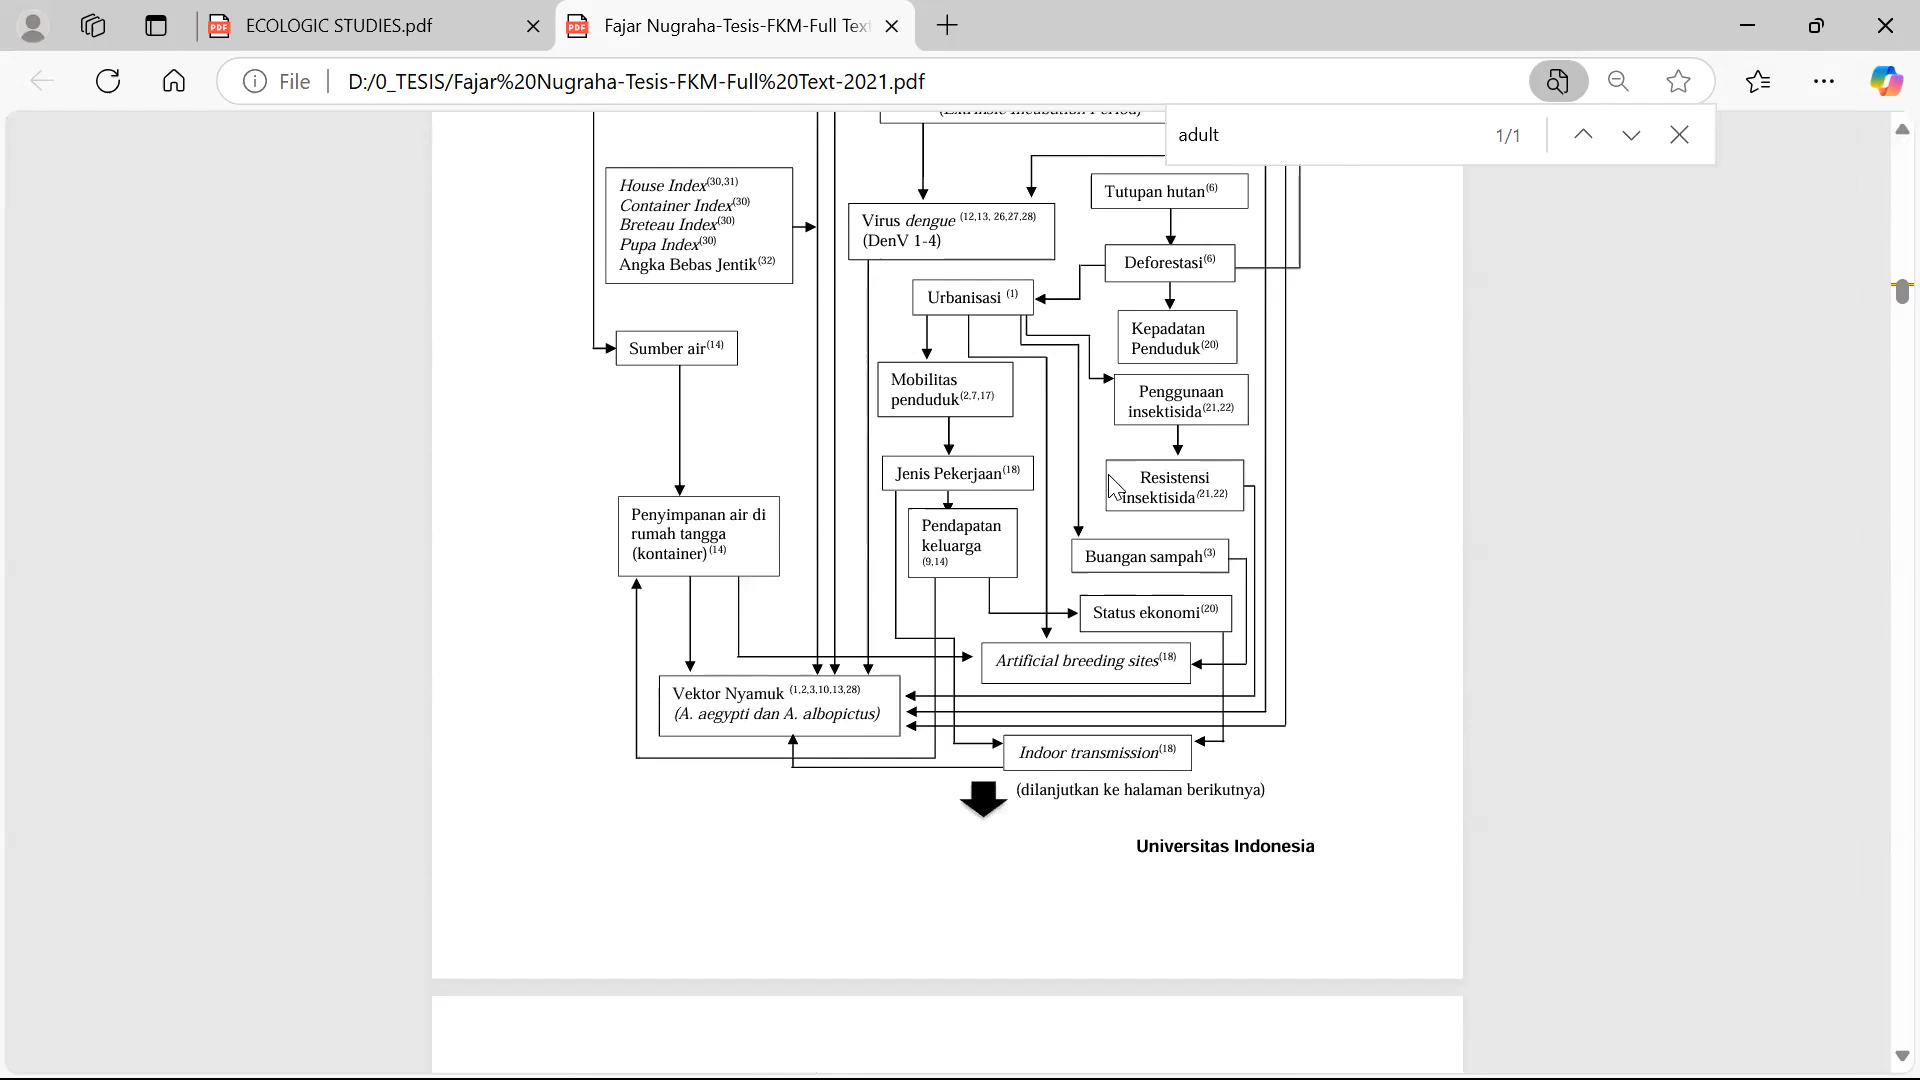 ECOLOGIC STUDIES.pdf
Fajar Nugraha-Tesis-FKM-Full Tex
File
D:/0_TESIS/Fajar%20Nugraha-Tesis-FKM-Full%20Text-2021.pdf
adult
1/1
(Extrinsic Incubation Period)
House Index(30,31)
Container Index(30)
Breteau Index(30)
Pupa Index(30)
Angka Bebas Jentik(32)
Virus dengue (12,13, 26,27,28)
(DenV 1-4)
Tutupan hutan(6)
Deforestasi(6)
Urbanisasi (1)
Kepadatan
Penduduk(20)
Sumber air(14)
Mobilitas
penduduk(2,7,17)
Penggunaan
insektisida(21,22)
Jenis Pekerjaan(18)
Resistensi
insektisida(21,22)
Penyimpanan air di
rumah tangga
(kontainer)(14)
Pendapatan
keluarga
(9,14)
Buangan sampah(3)
Status ekonomi(20)
Artificial breeding sites(18)
Vektor Nyamuk (1,2,3,10,13,28)
(A. aegypti dan A. albopictus)
Indoor transmission(18)
(dilanjutkan ke halaman berikutnya)
Universitas Indonesia